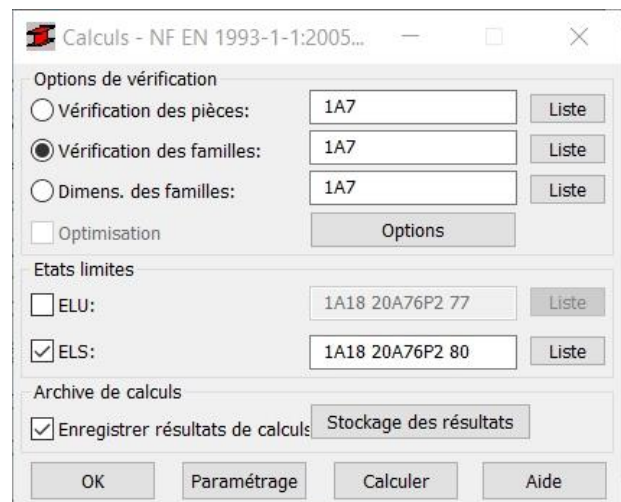 Calculs - NF EN 1993-1-1:2005...
Options de vérification
Vérification des pièces: 1A7 Liste
Vérification des familles: 1A7 Liste
Dimens. des familles: 1A7 Liste
Optimisation Options
Etats limites
ELU: 1A18 20A76P2 77 Liste
ELS: 1A18 20A76P2 80 Liste
Archive de calculs
Enregistrer résultats de calculs Stockage des résultats
OK Paramétrage Calculer Aide